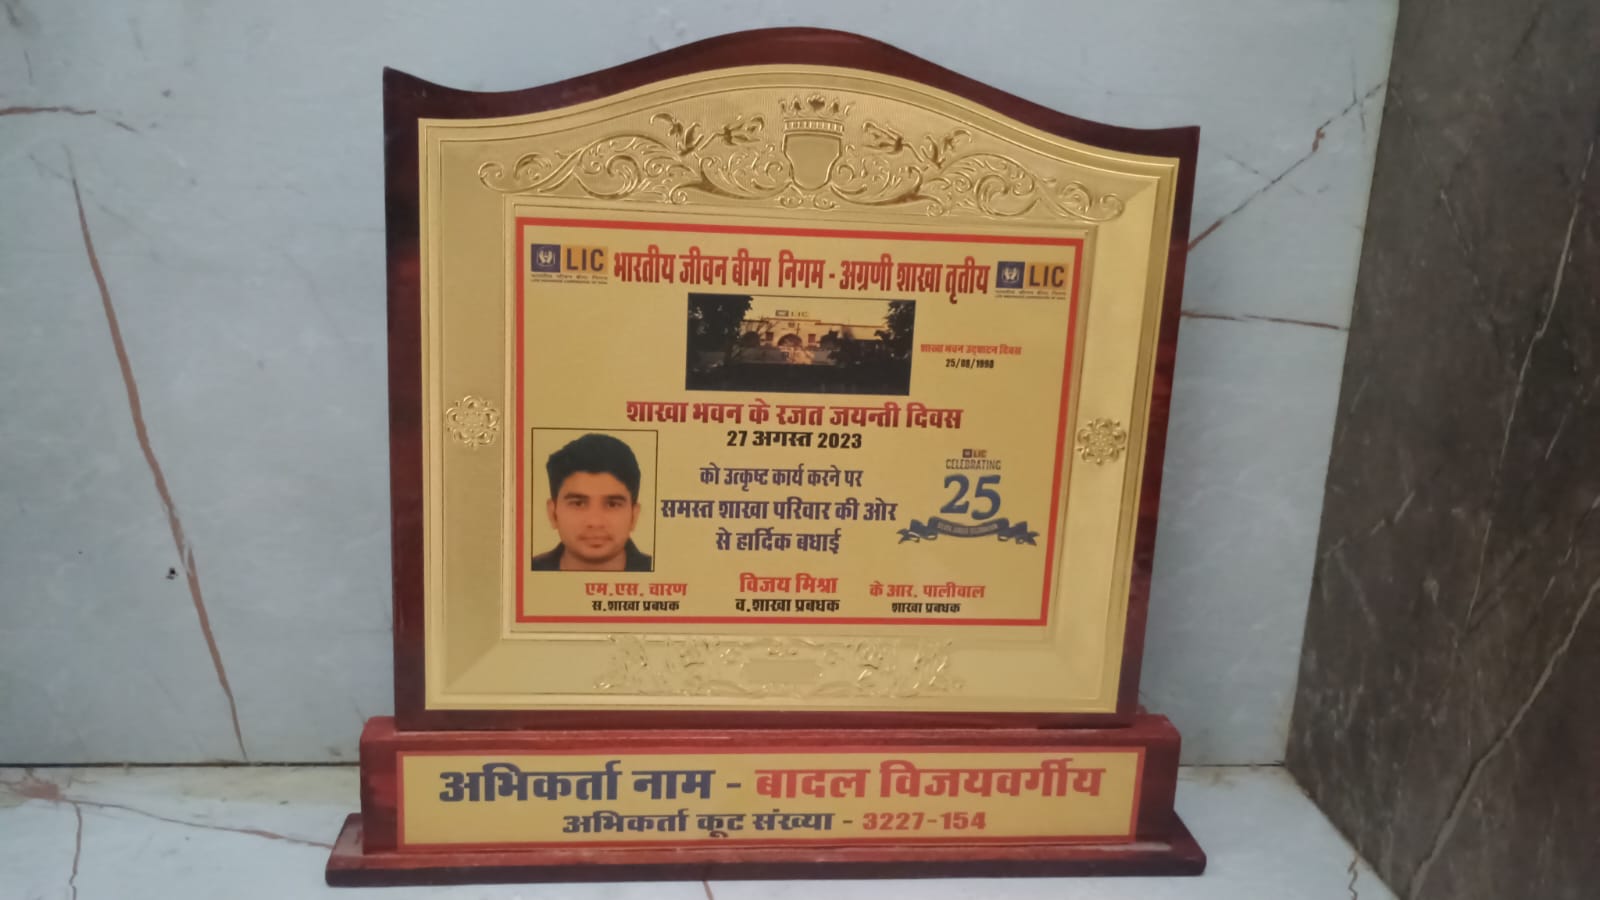 LIC भारतीय जीवन बीमा निगम - अग्रणी शाखा तृतीय LIC
LIC
शाखा भवन उद्घाटन दिवस
25/08/1998
शाखा भवन के रजत जयन्ती दिवस
27 अगस्त 2023
को उत्कृष्ट कार्य करने पर
समस्त शाखा परिवार की ओर
से हार्दिक बधाई
LIC
CELEBRATING
25
एम.एस. चारण
स.शाखा प्रबधक
विजय मिश्रा
व.शाखा प्रबधक
के आर. पालीवाल
शाखा प्रबधक
अभिकर्ता नाम - बादल विजयवर्गीय
अभिकर्ता कूट संख्या - 3227-154